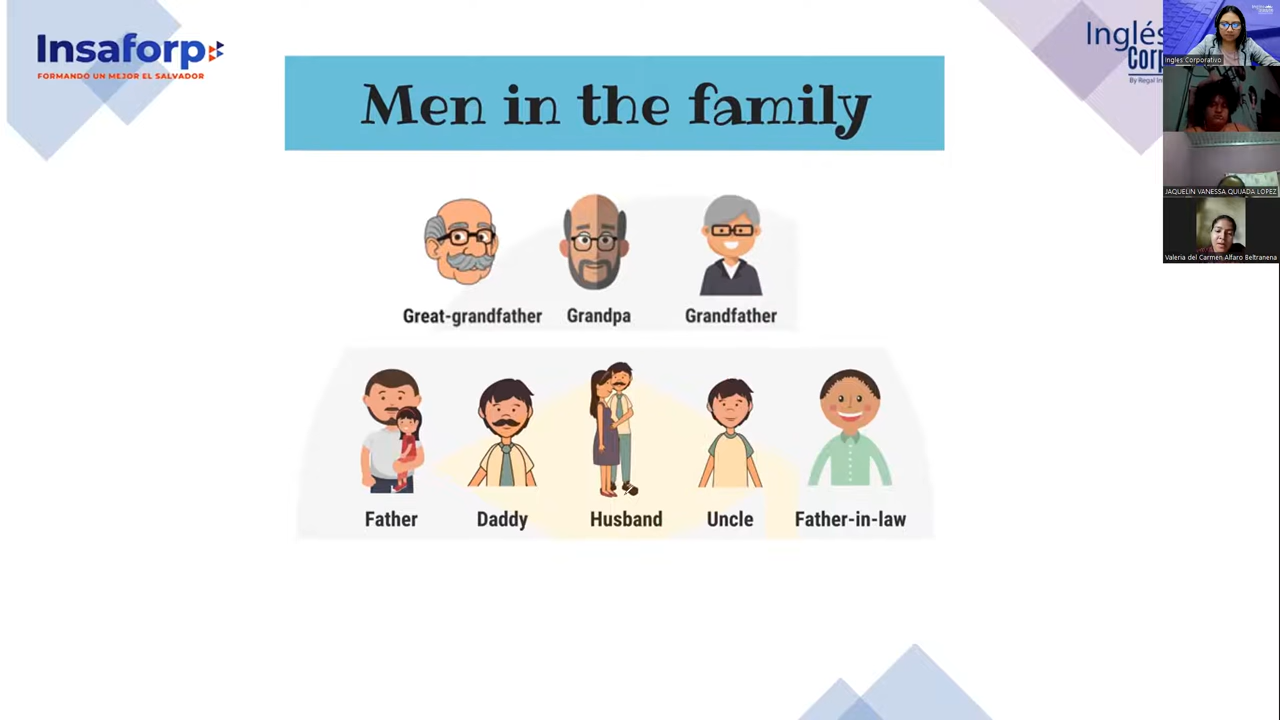 Insaforp
FORMANDO UN MEJOR EL SALVADOR
Men in the family
Inglés
Corp
Ingles Corporativo
JAQUELIN VANESSA QUIJADA LOPEZ
Valeria del Carmen Alfaro Beltranena
Great-grandfather
Grandpa
Grandfather
Father
Daddy
Husband
Uncle
Father-in-law